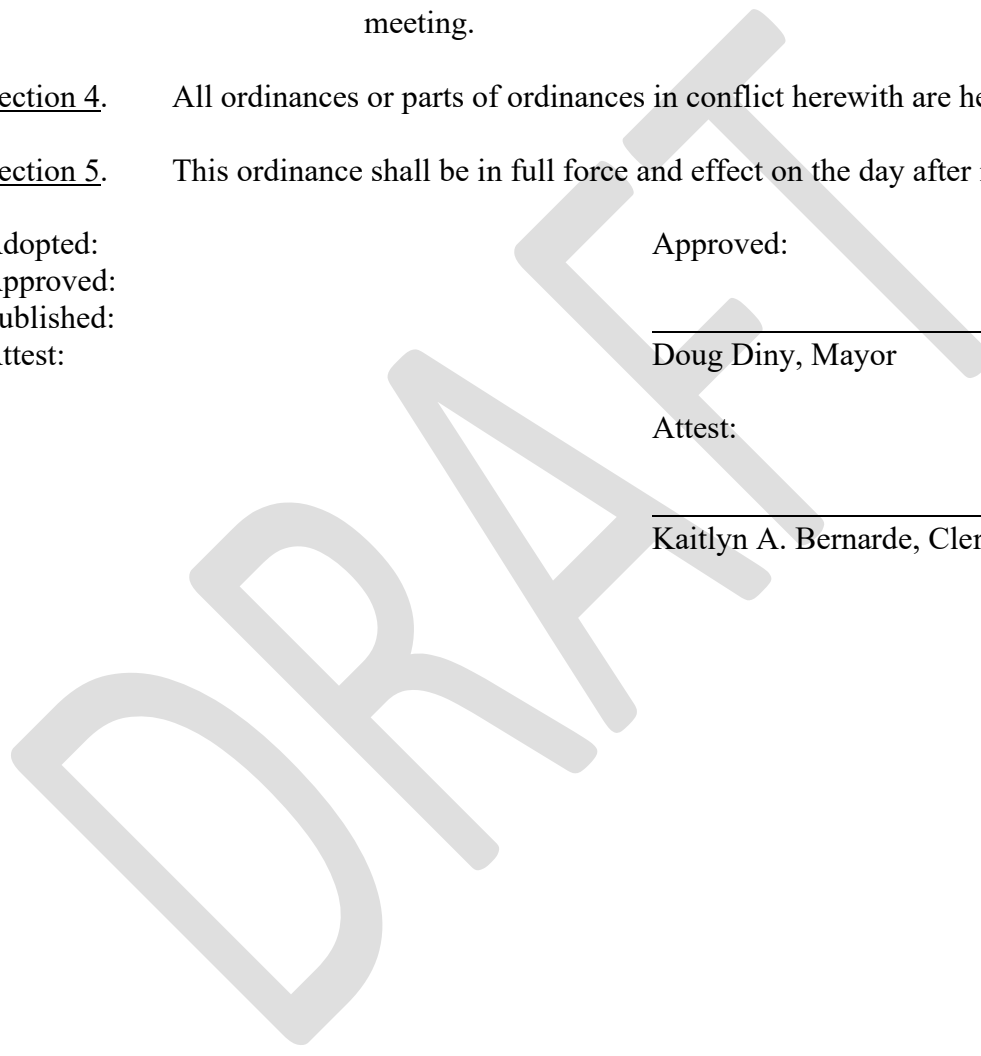 meeting.
ection 4. All ordinances or parts of ordinances in conflict herewith are he
ection 5. This ordinance shall be in full force and effect on the day after
dopted: Approved:
pproved:
ublished:
ttest: Doug Diny, Mayor
Attest:
Kaitlyn A. Bernarde, Cler
DRAFT